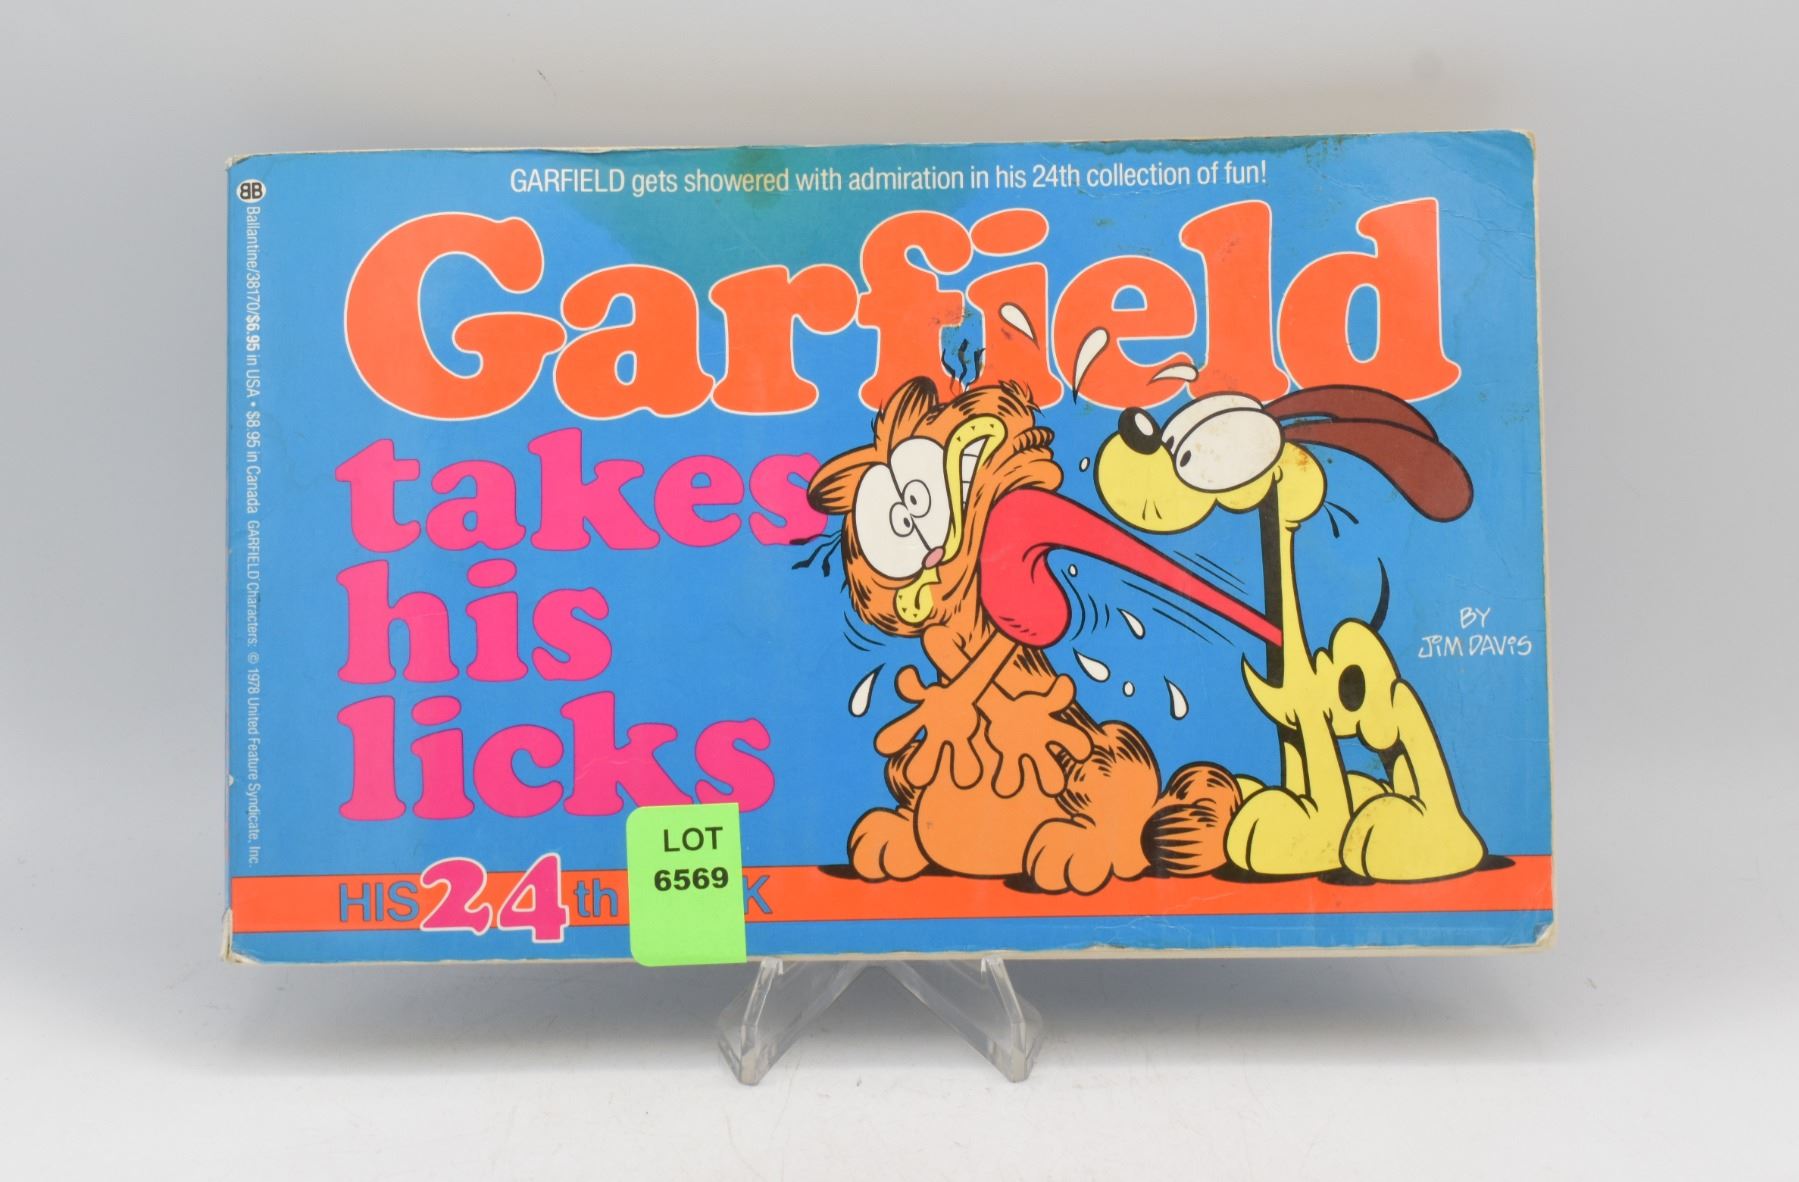 GARFIELD gets showered with admiration in his 24th collection of fun!
BB
Ballantine/38170/$6.95 in USA • $8.95 in Canada GARFIELD Characters: © 1978 United Feature Syndicate, Inc.
Garfield
takes
his
licks
BY
JIM DAVIS
HIS 24th K
LOT
6569